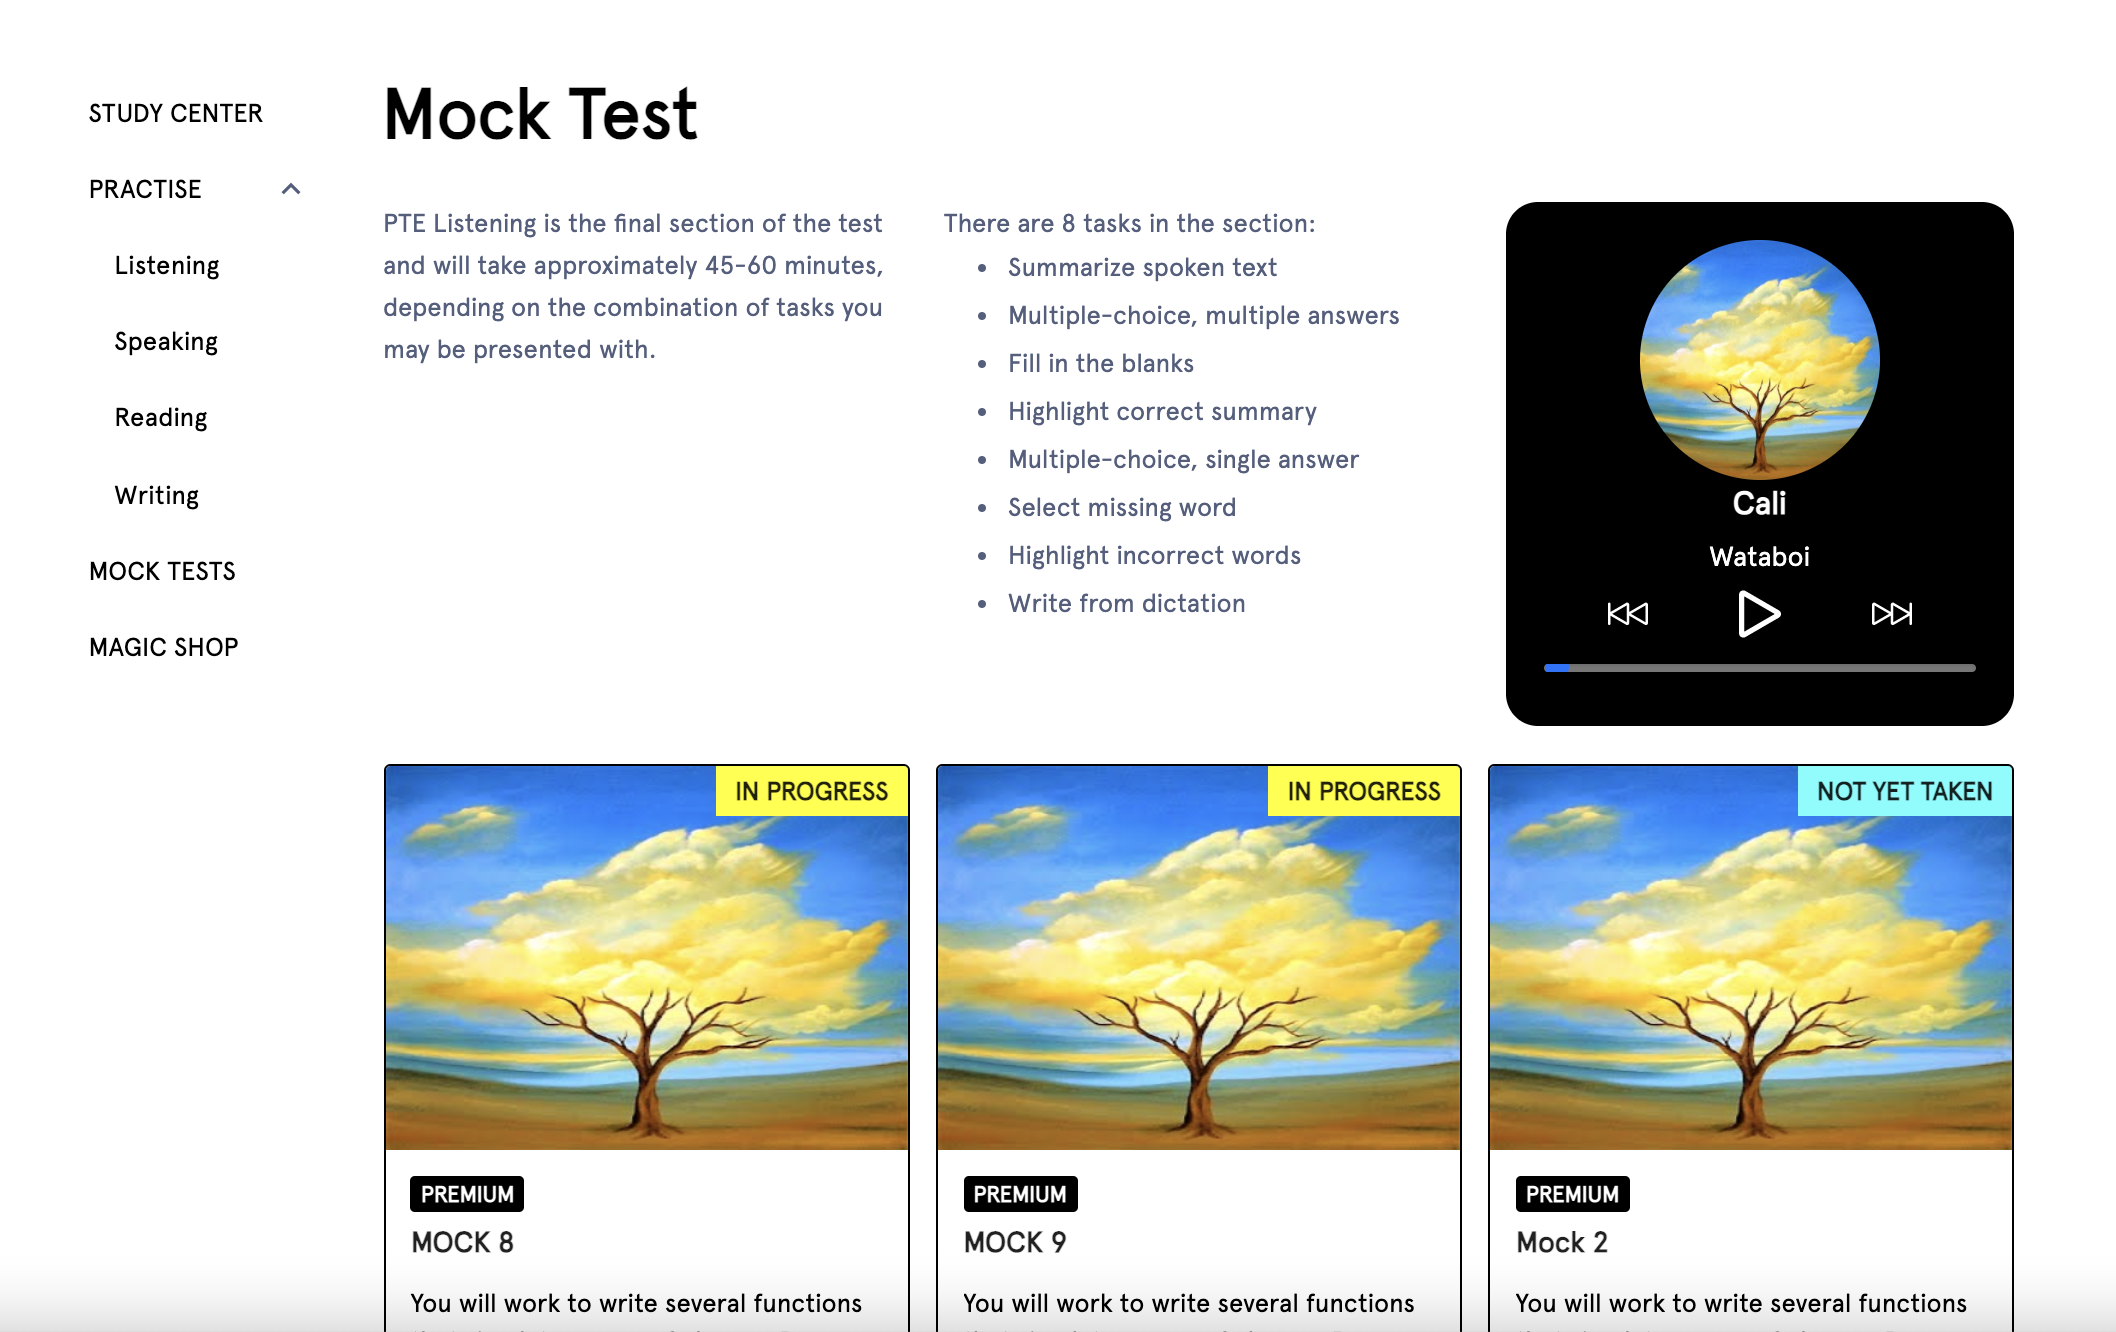 STUDY CENTER
PRACTISE
Listening
Speaking
Reading
Writing
MOCK TESTS
MAGIC SHOP
Mock Test
PTE Listening is the final section of the test
and will take approximately 45-60 minutes,
depending on the combination of tasks you
may be presented with.
There are 8 tasks in the section:
Summarize spoken text
Multiple-choice, multiple answers
Fill in the blanks
Highlight correct summary
Multiple-choice, single answer
Select missing word
Highlight incorrect words
Write from dictation
Cali
Wataboi
IN PROGRESS
PREMIUM
MOCK 8
You will work to write several functions
IN PROGRESS
PREMIUM
MOCK 9
You will work to write several functions
NOT YET TAKEN
PREMIUM
Mock 2
You will work to write several functions